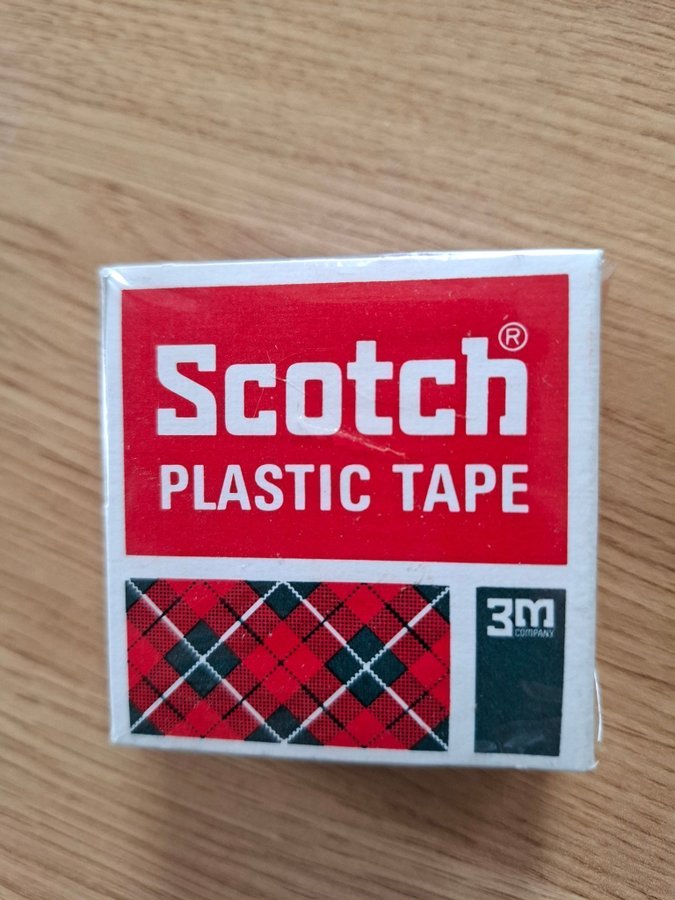 Scotch®
PLASTIC TAPE
3M
COMPANY